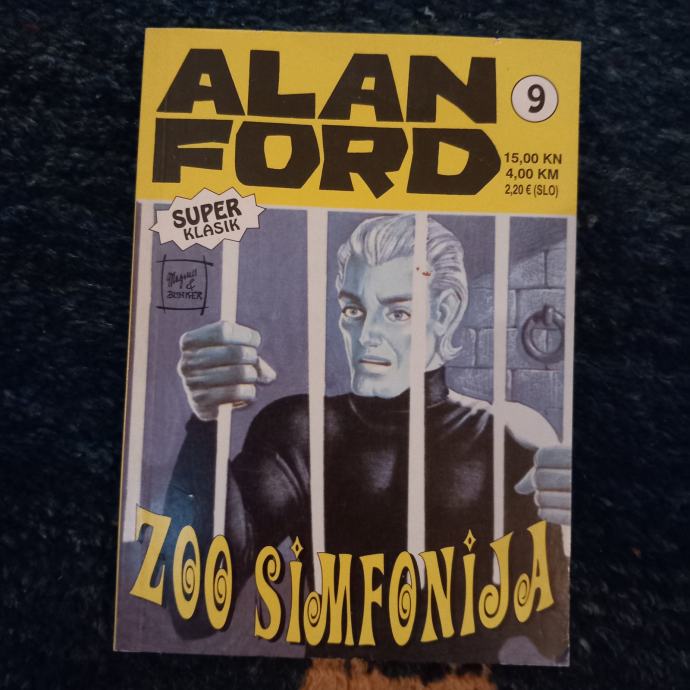 ALAN
FORD
9
15,00 KN
4,00 KM
2,20 € (SLO)
SUPER
KLASIK
Magnus
&
BUNKER
ZOO SiMFONiJA